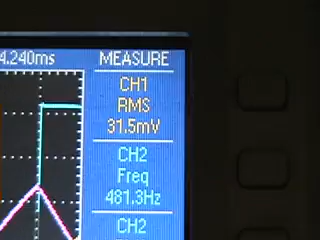 4.240ms MEASURE
CH1
RMS
31.5mV
CH2
Freq
481.3Hz
CH2